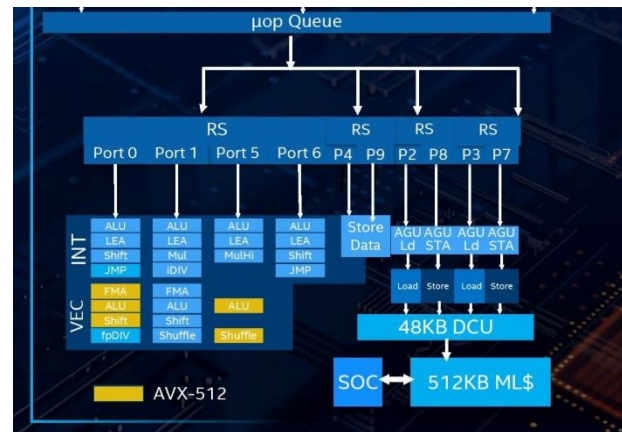 μop Queue
RS RS RS RS
Port 0 Port 1 Port 5 Port 6 P4 P9 P2 P8 P3 P7
INT
ALU ALU ALU ALU
LEA LEA LEA LEA
Shift Mul MulHi Shift
JMP iDIV JMP
Store Data
AGU Ld AGU STA AGU Ld AGU STA
Load Store Load Store
VEC
FMA FMA
ALU ALU ALU
Shift Shift
fpDIV Shuffle Shuffle
48KB DCU
SOC 512KB ML$
AVX-512